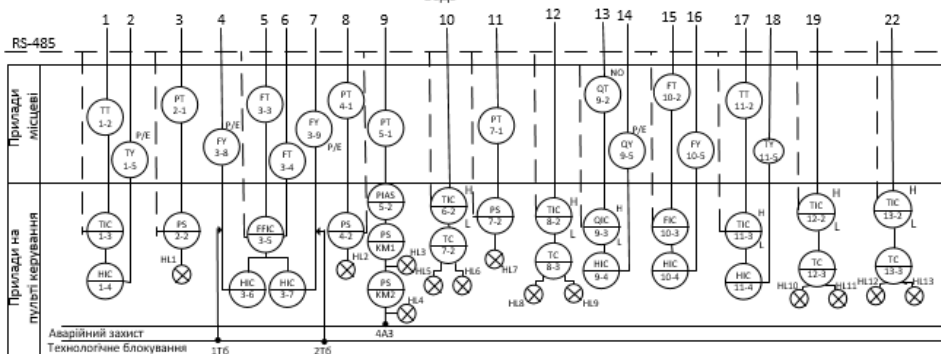 1 2 3 4 5 6 7 8 9 10 11 12 13 14 15 16 17 18 19 22
RS-485
Прилади місцеві
TT 1-2
TY 1-5
P/E
PT 2-1
P/E
FY 3-8
FT 3-3
FT 3-4
FY 3-9
P/E
PT 4-1
PT 5-1
PT 7-1
QT 9-2
NO
P/E
QY 9-5
FT 10-2
FY 10-5
TT 11-2
TY 11-5
Прилади на пульті керування
TIC 1-3
HIC 1-4
PS 2-2
HL1
FFIC 3-5
HIC 3-6
HIC 3-7
PS 4-2
HL2
PIAS 5-2
PS KM1
HL3
PS KM2
HL4
TIC 6-2
H
L
TC 7-2
HL5
HL6
PS 7-2
HL7
TIC 8-2
H
L
TC 8-3
HL8
HL9
QIC 9-3
H
L
HIC 9-4
FIC 10-3
HIC 10-4
TIC 11-3
H
L
HIC 11-4
TIC 12-2
H
L
TC 12-3
HL10
HL11
TIC 13-2
H
L
TC 13-3
HL12
HL13
Аварійний захист
4АЗ
Технологічне блокування
1Тб
2Тб